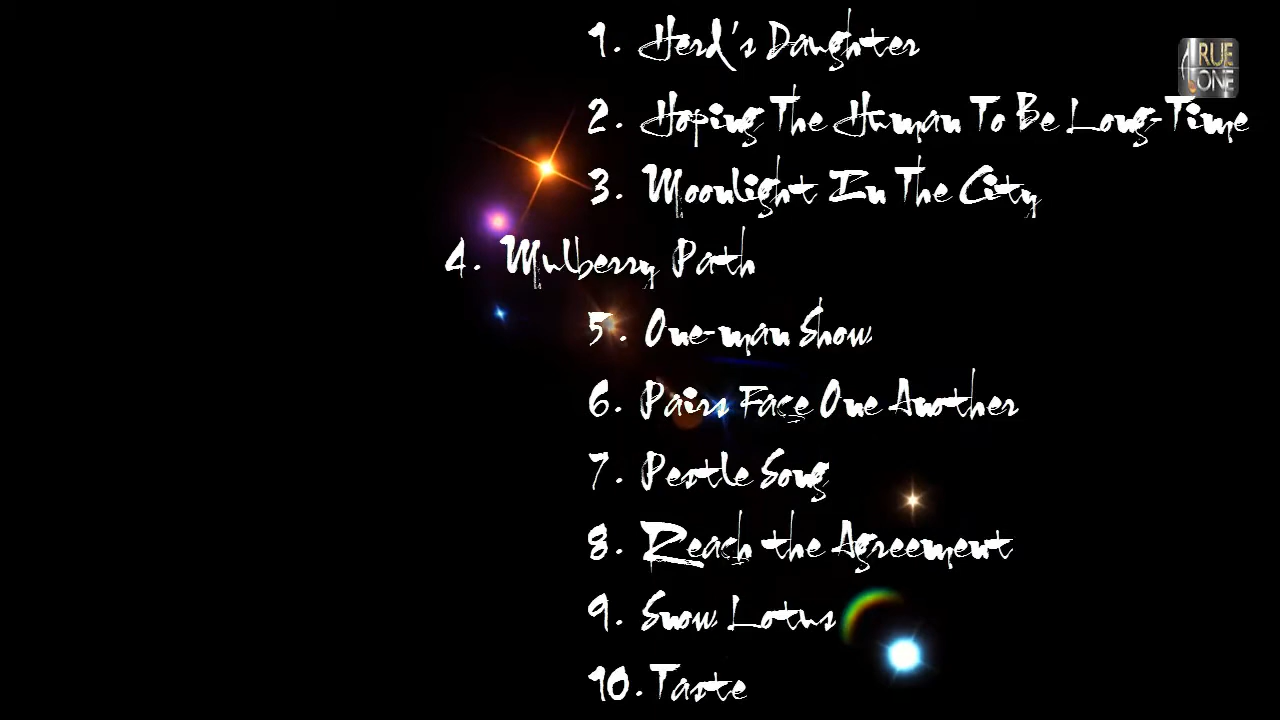 1. Herd's Daughter
TRUE
TONE
2. Hoping The Human To Be Long-Time
3. Moonlight In The City
4. Mulberry Path
5. One-man Show
6. Pairs Face One Another
7. Pestle Song
8. Reach the Agreement
9. Snow Lotus
10. Taste